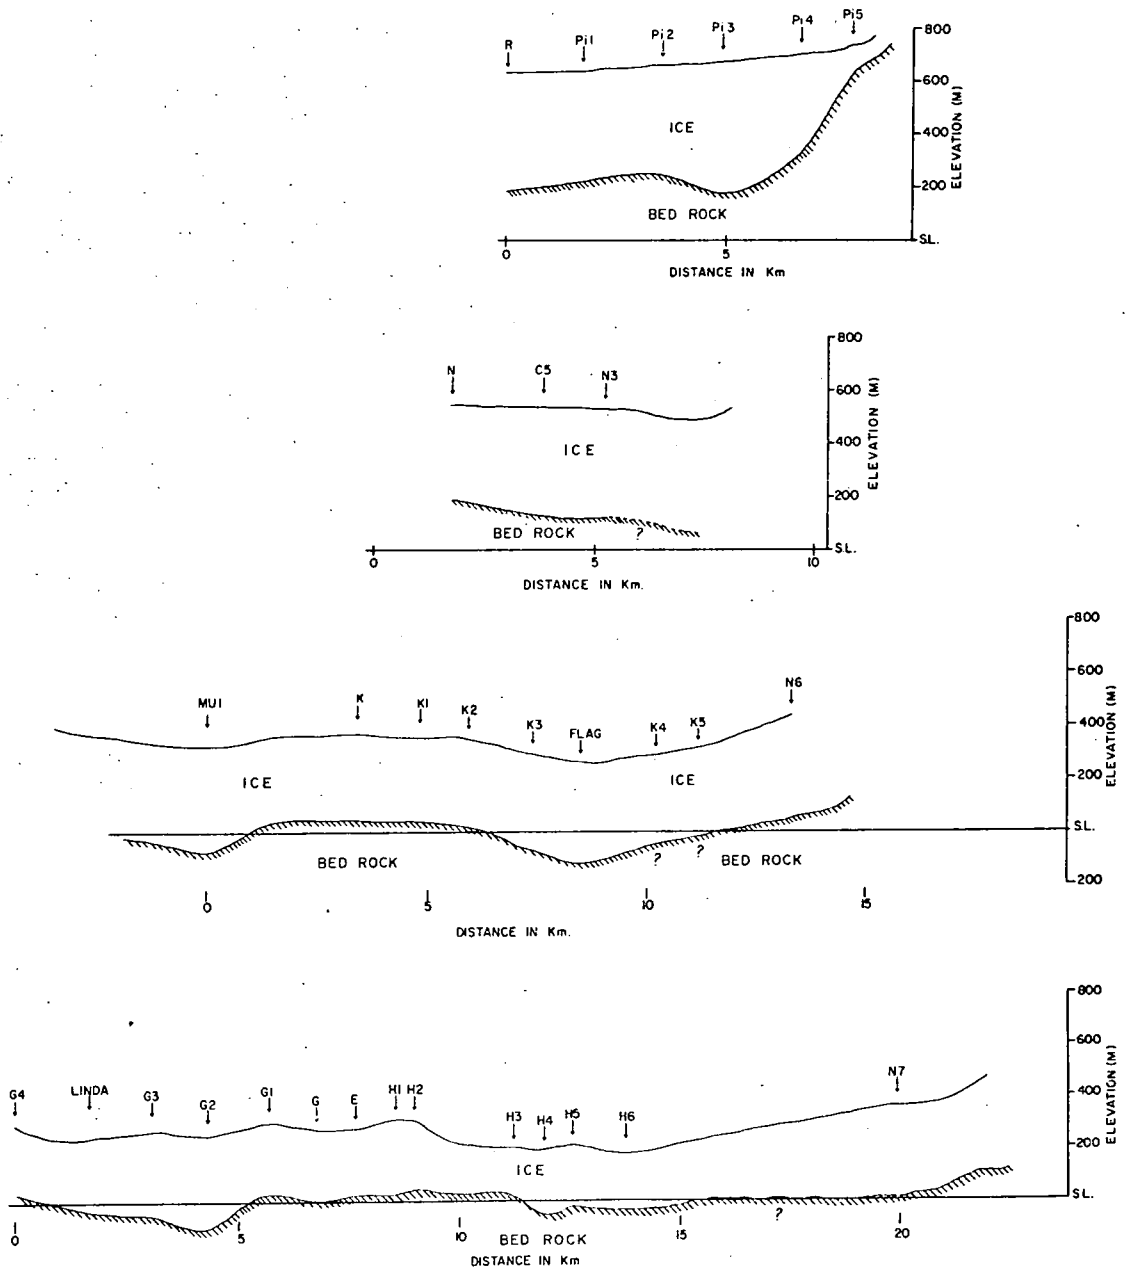 R Pi1 Pi2 Pi3 Pi4 Pi5
800
600
400
200
S.L.
ELEVATION (M)
ICE
BED ROCK
0 5
DISTANCE IN Km
N C5 N3
800
600
400
200
S.L.
ELEVATION (M)
ICE
BED ROCK ?
0 5 10
DISTANCE IN Km.
MU1 K K1 K2 K3 FLAG K4 K5 N6
800
600
400
200
S.L.
200
ELEVATION (M)
ICE ICE
BED ROCK ? ? BED ROCK
0 5 10 15
DISTANCE IN Km.
G4 LINDA G3 G2 G1 G E H1 H2 H3 H4 H5 H6 N7
800
600
400
200
S.L.
ELEVATION (M)
ICE
?
0 5 10 15 20
BED ROCK
DISTANCE IN Km